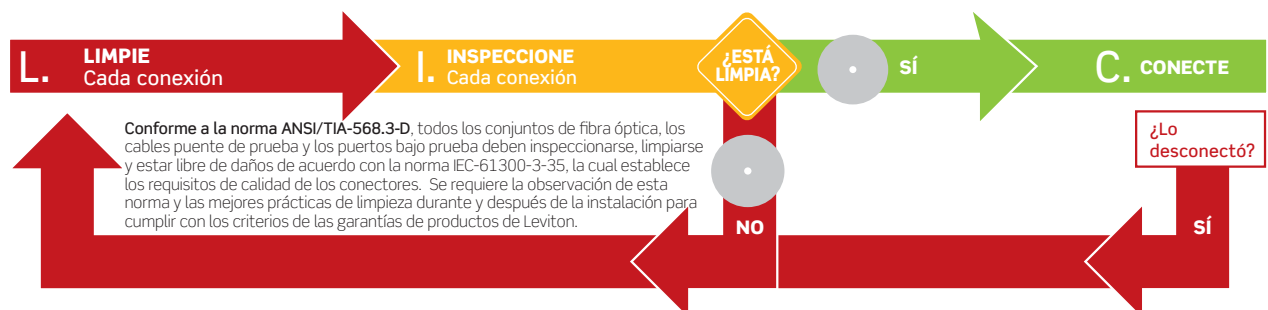 L. LIMPIE
Cada conexión
I. INSPECCIONE
Cada conexión
¿ESTÁ
LIMPIA?
SÍ
C. CONECTE
Conforme a la norma ANSI/TIA-568.3-D, todos los conjuntos de fibra óptica, los
cables puente de prueba y los puertos bajo prueba deben inspeccionarse, limpiarse
y estar libre de daños de acuerdo con la norma IEC-61300-3-35, la cual establece
los requisitos de calidad de los conectores. Se requiere la observación de esta
norma y las mejores prácticas de limpieza durante y después de la instalación para
cumplir con los criterios de las garantías de productos de Leviton.
NO
¿Lo
desconectó?
SÍ